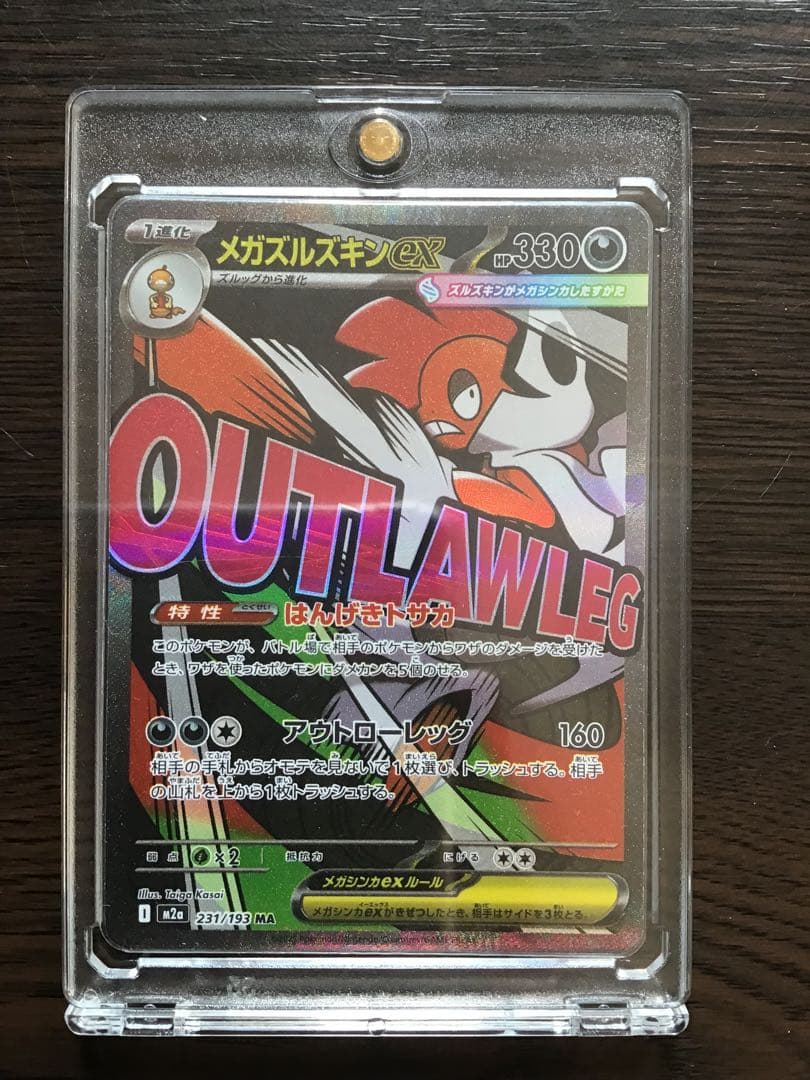 1進化
メガズルズキンex
HP330
ズルッグから進化
ズルズキンがメガシンカしたすがた
OUTLAWLEG
特性 とくせい はんげきトサカ
このポケモンが、バトル場で相手のポケモンからワザのダメージを受けた
とき、ワザを使ったポケモンにダメカンを5個のせる。
アウトローレッグ 160
相手の手札からオモテを見ないで1枚選び、トラッシュする。相手
の山札を上から1枚トラッシュする。
弱点 ×2 抵抗力 にげる
メガシンカexルール
メガシンカexがきぜつしたとき、相手はサイドを3枚とる。
Illus. Taiga Kasai
I m2a 231/193 MA
©2025 Pokémon/Nintendo/Creatures/GAME FREAK